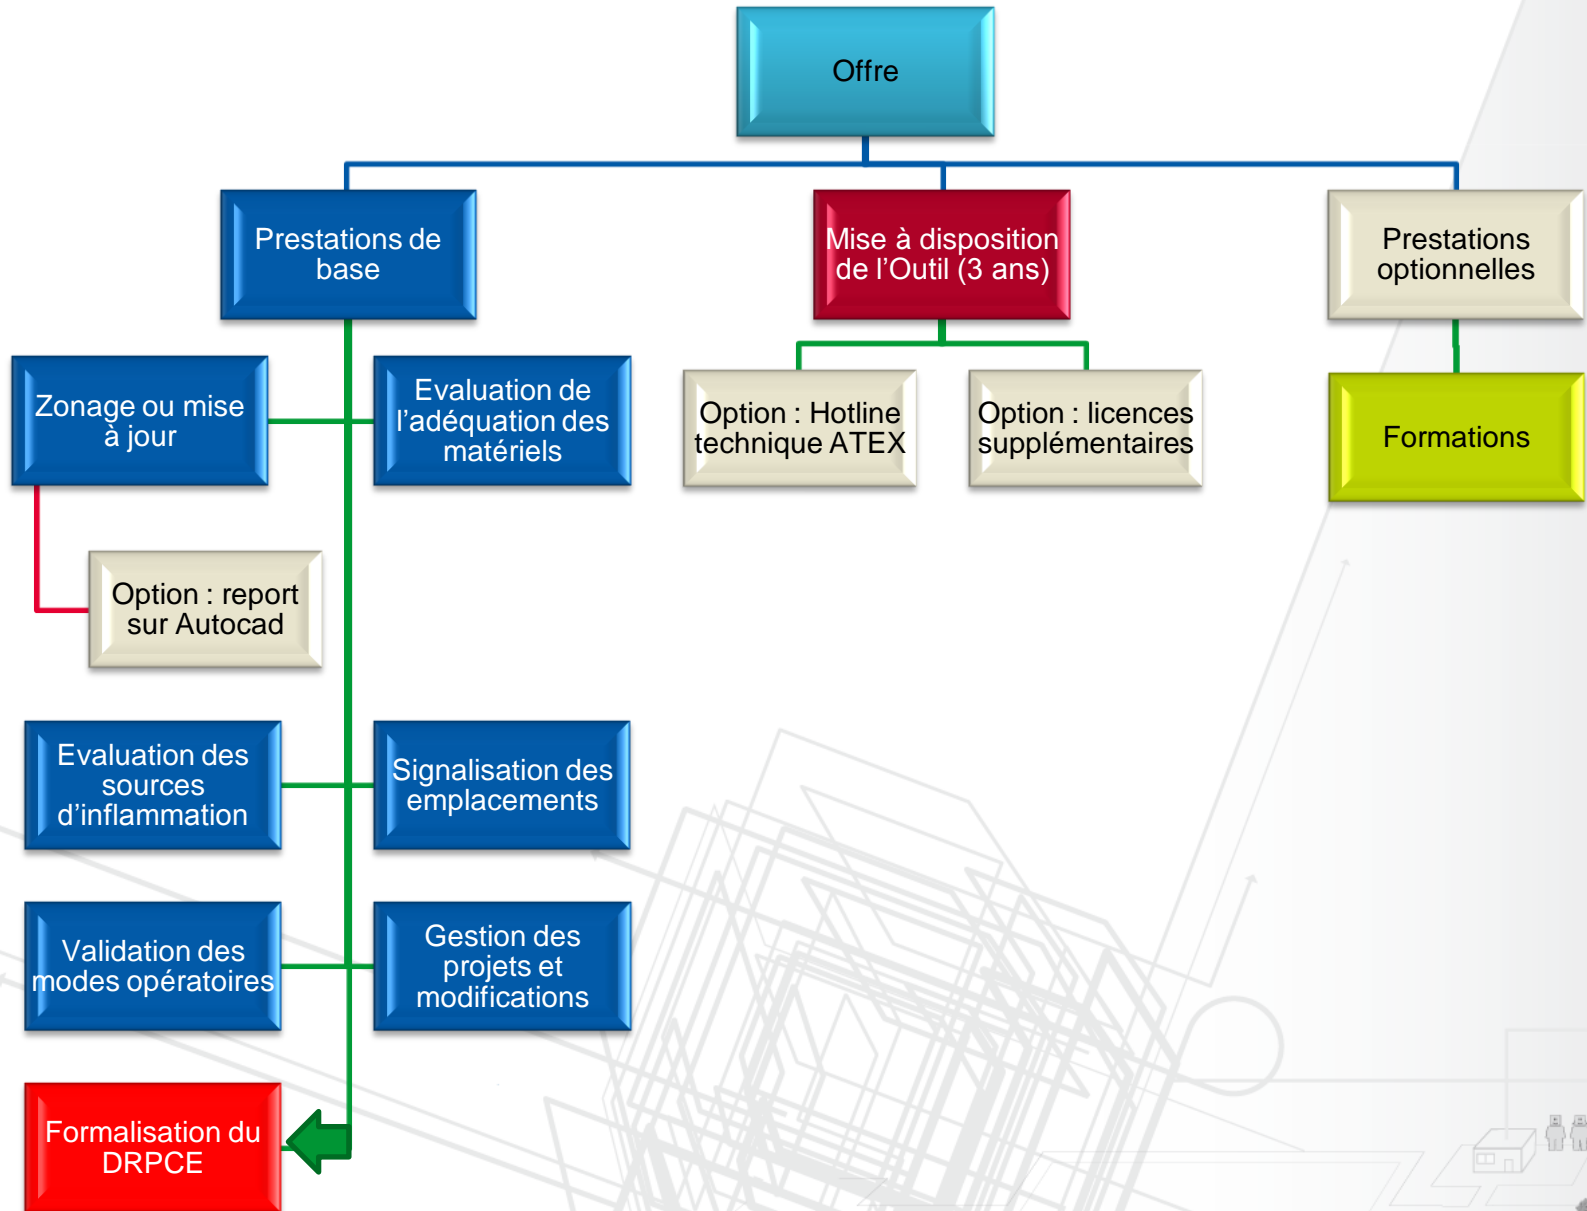 Offre
Prestations de
base
Mise à disposition
de l’Outil (3 ans)
Prestations
optionnelles
Zonage ou mise
à jour
Evaluation de
l’adéquation des
matériels
Option : Hotline
technique ATEX
Option : licences
supplémentaires
Formations
Option : report
sur Autocad
Evaluation des
sources
d’inflammation
Signalisation des
emplacements
Validation des
modes opératoires
Gestion des
projets et
modifications
Formalisation du
DRPCE